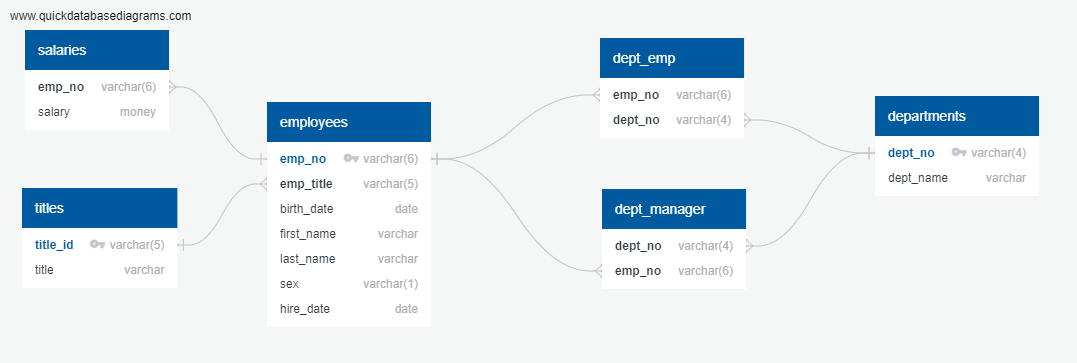 www.quickdatabasediagrams.com
salaries
emp_no varchar(6)
salary money
titles
title_id varchar(5)
title varchar
employees
emp_no varchar(6)
emp_title varchar(5)
birth_date date
first_name varchar
last_name varchar
sex varchar(1)
hire_date date
dept_emp
emp_no varchar(6)
dept_no varchar(4)
dept_manager
dept_no varchar(4)
emp_no varchar(6)
departments
dept_no varchar(4)
dept_name varchar